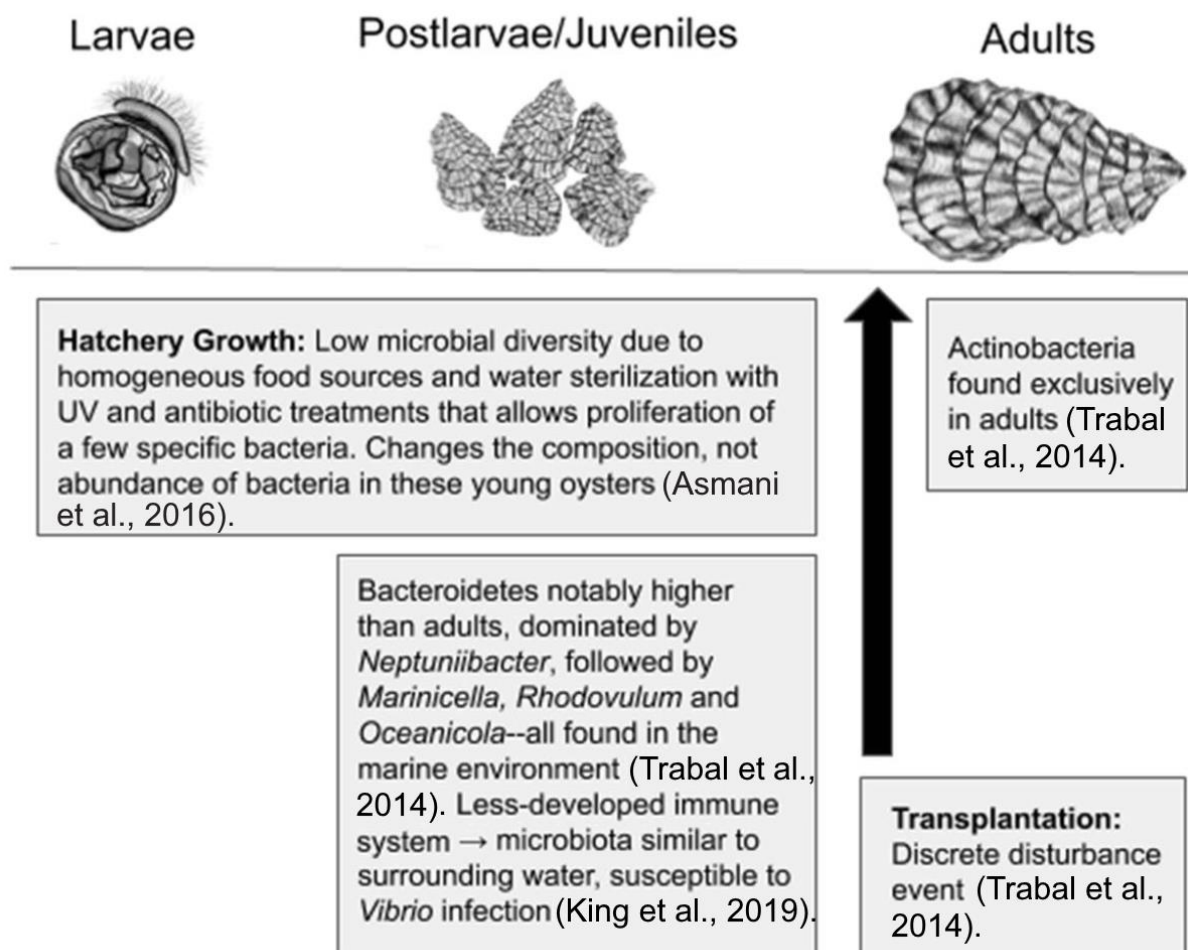 Larvae
Postlarvae/Juveniles
Adults
Hatchery Growth: Low microbial diversity due to
homogeneous food sources and water sterilization with
UV and antibiotic treatments that allows proliferation of
a few specific bacteria. Changes the composition, not
abundance of bacteria in these young oysters (Asmani
et al., 2016).
Actinobacteria
found exclusively
in adults (Trabal
et al., 2014).
Bacteroidetes notably higher
than adults, dominated by
Neptuniibacter, followed by
Marinicella, Rhodovulum and
Oceanicola--all found in the
marine environment (Trabal et al.,
2014). Less-developed immune
system → microbiota similar to
surrounding water, susceptible to
Vibrio infection (King et al., 2019).
Transplantation:
Discrete disturbance
event (Trabal et al.,
2014).